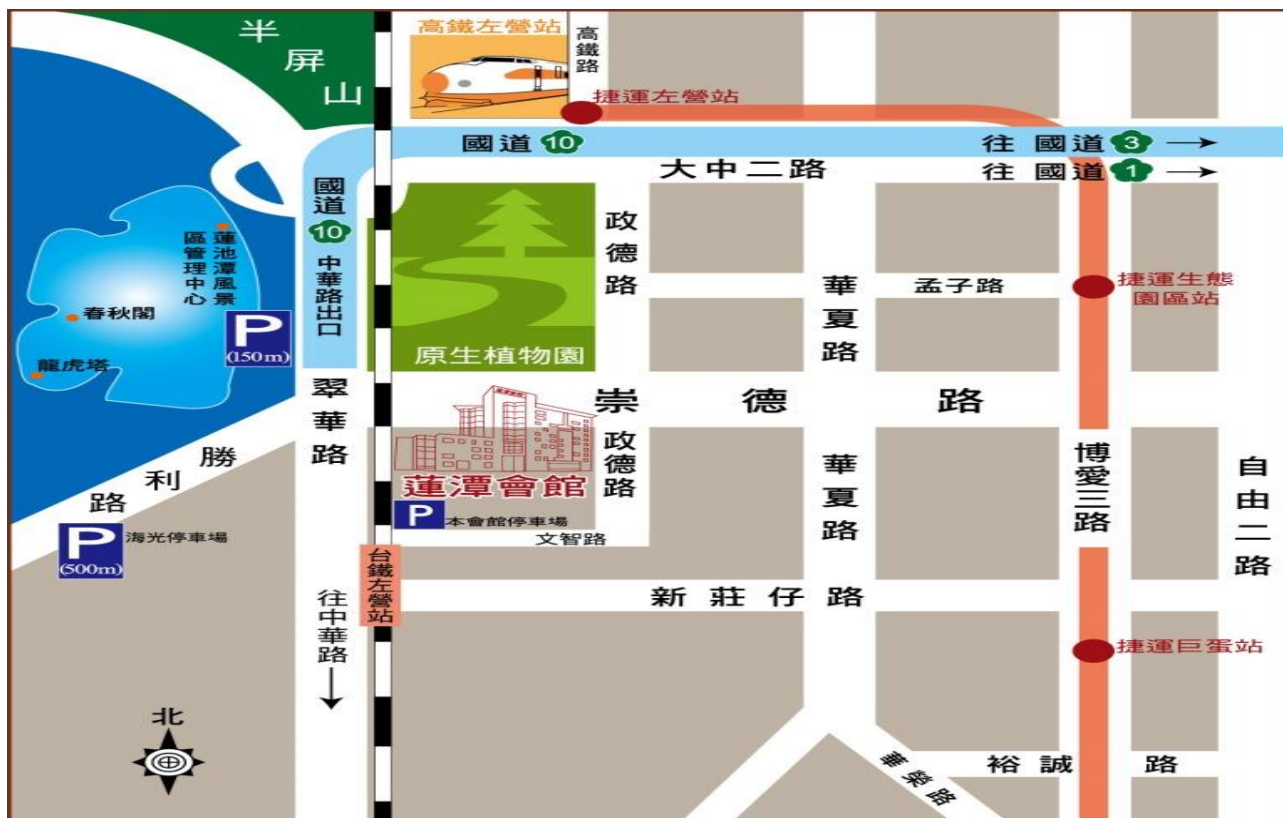 半屏山
高鐵左營站
高鐵路
捷運左營站
國道 10
往 國道 3 →
大中二路
往 國道 1 →
國道 10 中華路出口
政德路
蓮池潭風景
區管理中心
華夏路
孟子路
捷運生態
園區站
春秋閣
P
(150m)
龍虎塔
原生植物園
翠華路
崇德路
勝利路
政德路
華夏路
博愛三路
自由二路
蓮潭會館
P 本會館停車場
文智路
P 海光停車場
(500m)
台鐵左營站
往中華路
新莊仔路
捷運巨蛋站
北
裕誠路
華榮路